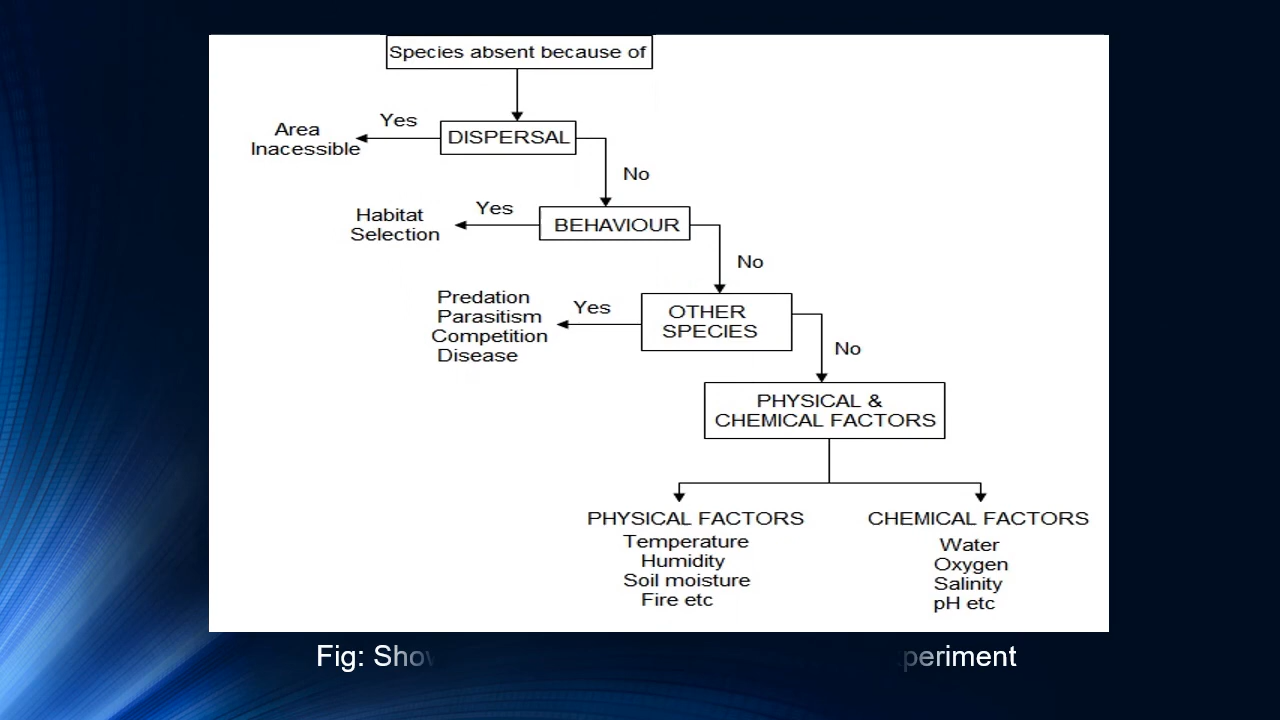 Species absent because of
Yes
DISPERSAL
Area
Inacessible
No
Yes
BEHAVIOUR
Habitat
Selection
No
Yes
OTHER
SPECIES
Predation
Parasitism
Competition
Disease
No
PHYSICAL &
CHEMICAL FACTORS
PHYSICAL FACTORS
Temperature
Humidity
Soil moisture
Fire etc
CHEMICAL FACTORS
Water
Oxygen
Salinity
pH etc
Fig: